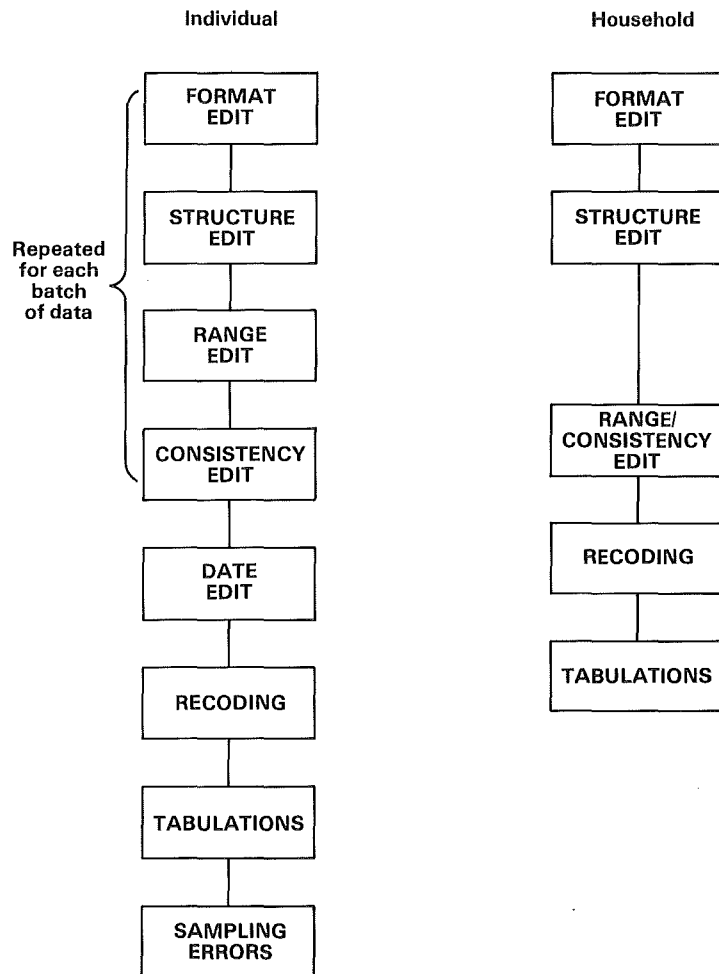 Individual
FORMAT
EDIT
STRUCTURE
EDIT
Repeated
for each
batch
of data
RANGE
EDIT
CONSISTENCY
EDIT
DATE
EDIT
RECODING
TABULATIONS
SAMPLING
ERRORS
Household
FORMAT
EDIT
STRUCTURE
EDIT
RANGE/
CONSISTENCY
EDIT
RECODING
TABULATIONS